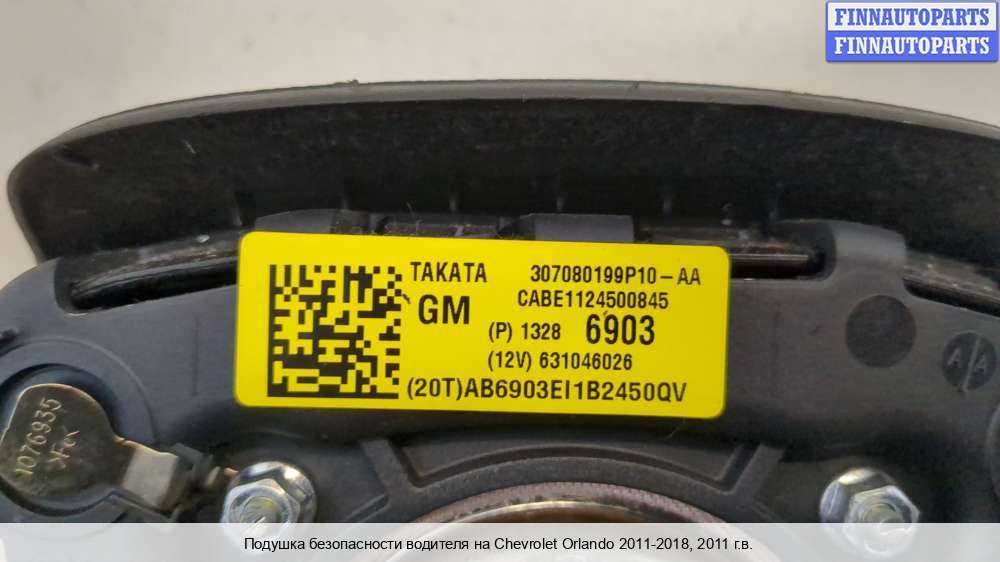 FINNAUTOPARTS
FINNAUTOPARTS
TAKATA 307080199P10-AA
CABE1124500845
GM (P) 1328 6903
(12V) 631046026
(20T)AB6903EI1B2450QV
1076935
A A
Подушка безопасности водителя на Chevrolet Orlando 2011-2018, 2011 г.в.